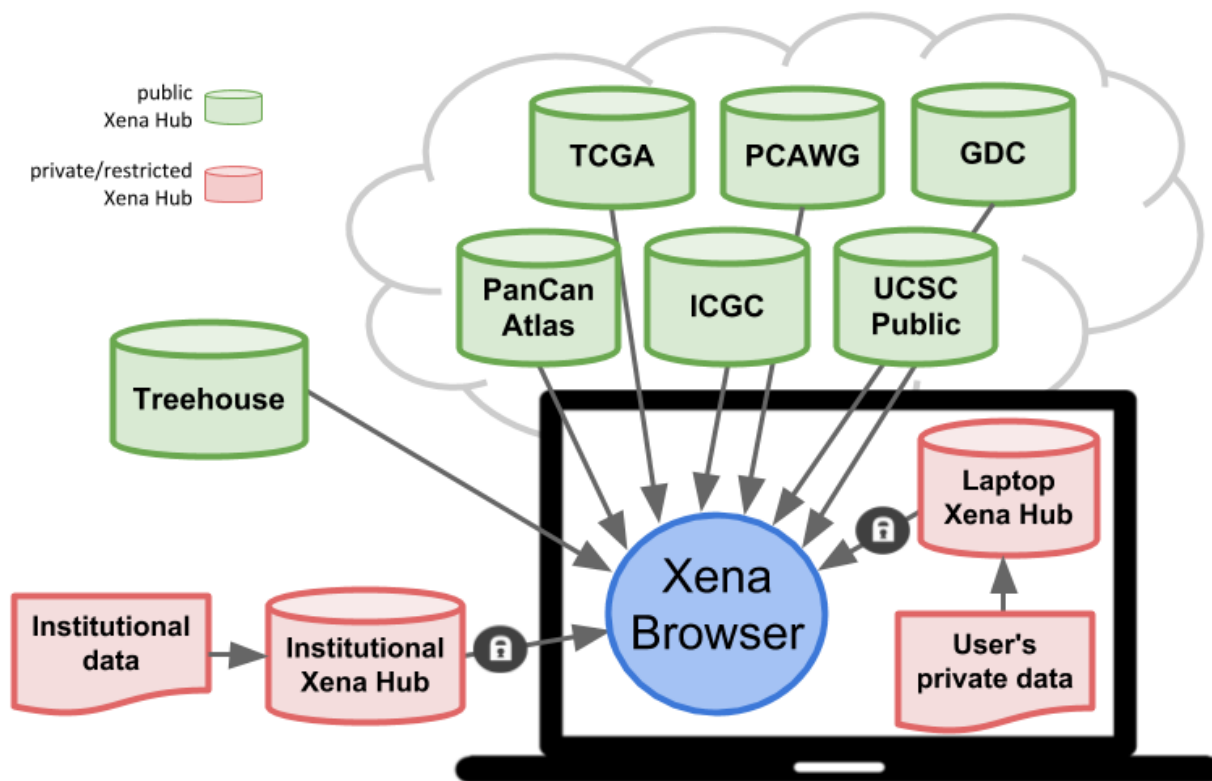 public
Xena Hub
private/restricted
Xena Hub
TCGA
PCAWG
GDC
PanCan
Atlas
ICGC
UCSC
Public
Treehouse
Laptop
Xena Hub
Xena
Browser
Institutional
data
Institutional
Xena Hub
User's
private data